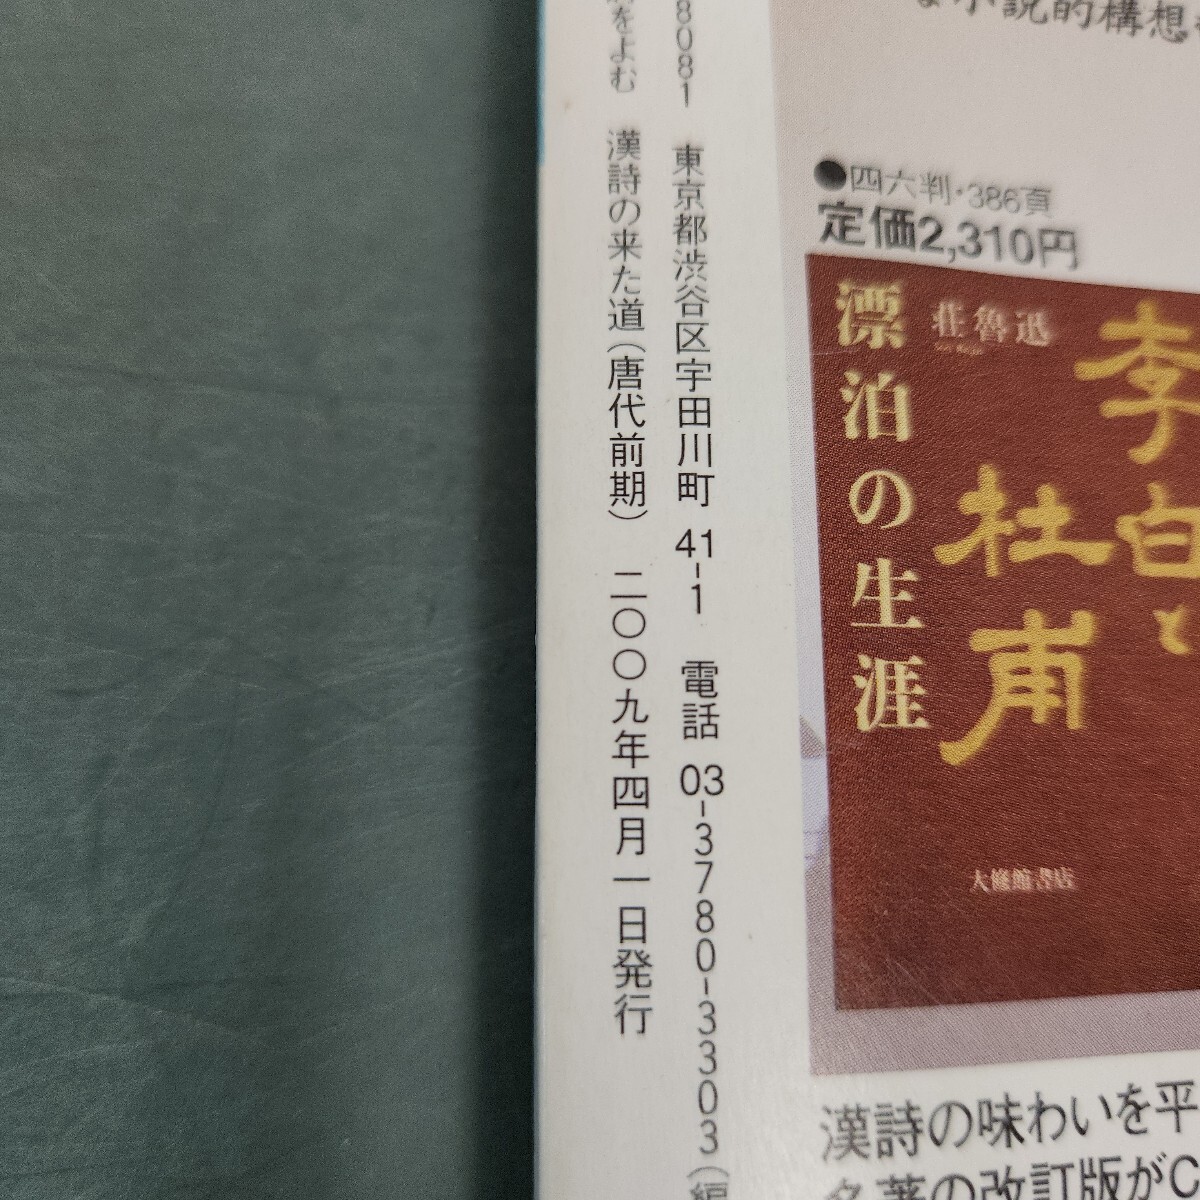 な小説的構想
●四六判・386頁
定価2,310円
李白と
杜甫
漂泊の生涯
荘魯迅
大修館書店
漢詩の味わいを平
名著の改訂版がC
8081 東京都渋谷区宇田川町 41-1 電話 03-3780-3303(編
をよむ 漢詩の来た道(唐代前期) 二〇〇九年四月一日発行